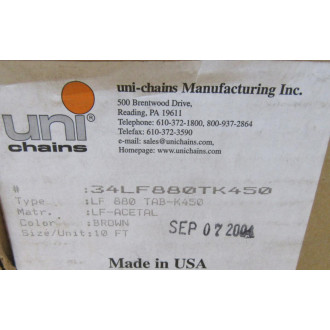 uni-chains Manufacturing Inc.
500 Brentwood Drive,
Reading, PA 19611
Telephone: 610-372-1800, 800-937-2864
Telefax: 610-372-3590
e-mail: sales@unichains.com,
Homepage: www.unichains.com
uni
chains
# :34LF880TK450
Type :LF 880 TAB-K450
Matr. :LF-ACETAL
Color :BROWN
Size/Unit:10 FT
SEP 07 2004
Made in USA